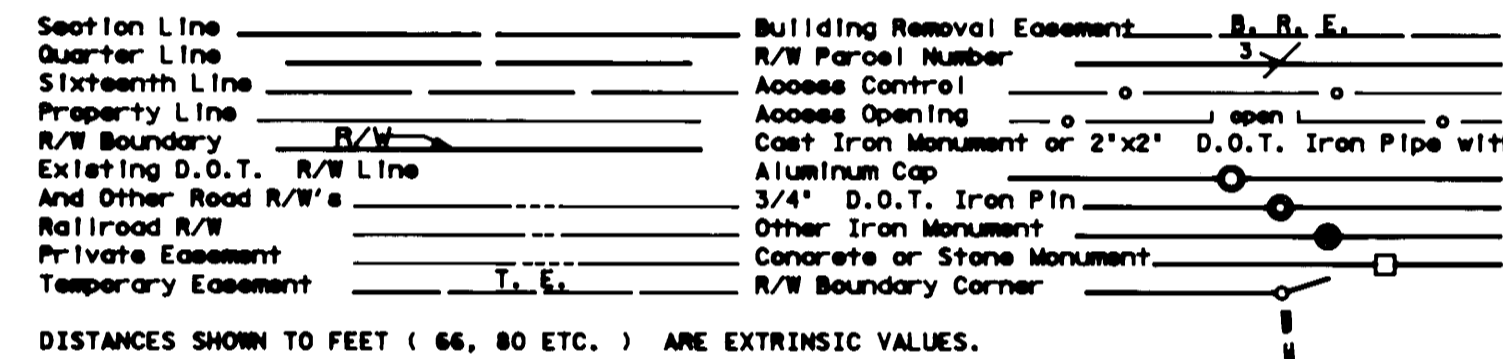 Section Line
Quarter Line
Sixteenth Line
Property Line
R/W Boundary R/W
Existing D.O.T. R/W Line
And Other Road R/W's
Railroad R/W
Private Easement
Temporary Easement T. E.
Building Removal Easement B. R. E.
R/W Parcel Number 3
Access Control
Access Opening open
Cast Iron Monument or 2"x2" D.O.T. Iron Pipe with
Aluminum Cap
3/4" D.O.T. Iron Pin
Other Iron Monument
Concrete or Stone Monument
R/W Boundary Corner
DISTANCES SHOWN TO FEET ( 66, 80 ETC. ) ARE EXTRINSIC VALUES.